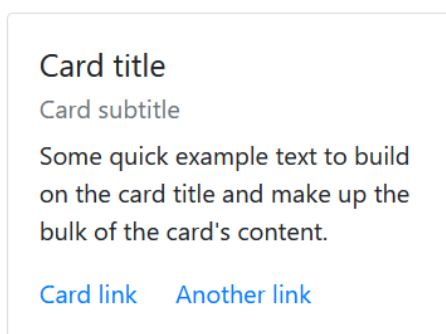 Card title
Card subtitle
Some quick example text to build
on the card title and make up the
bulk of the card's content.
Card link Another link